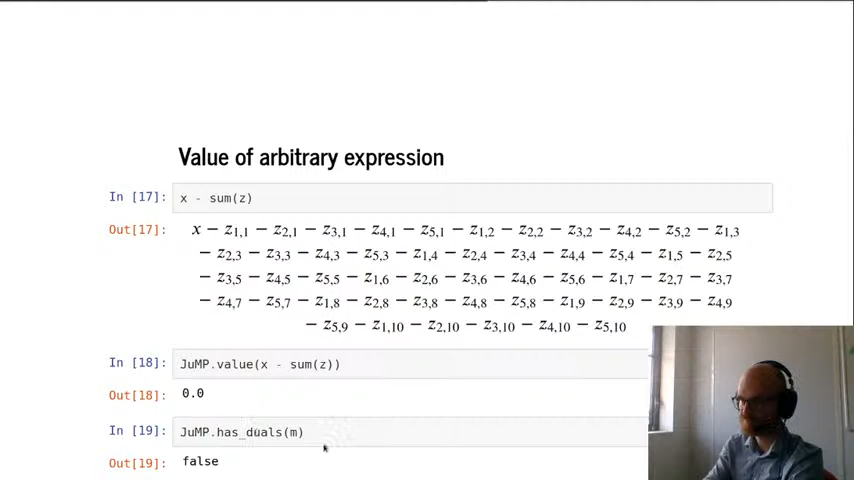 Value of arbitrary expression
In [17]: x - sum(z)
Out[17]: x − z1,1 − z2,1 − z3,1 − z4,1 − z5,1 − z1,2 − z2,2 − z3,2 − z4,2 − z5,2 − z1,3
− z2,3 − z3,3 − z4,3 − z5,3 − z1,4 − z2,4 − z3,4 − z4,4 − z5,4 − z1,5 − z2,5
− z3,5 − z4,5 − z5,5 − z1,6 − z2,6 − z3,6 − z4,6 − z5,6 − z1,7 − z2,7 − z3,7
− z4,7 − z5,7 − z1,8 − z2,8 − z3,8 − z4,8 − z5,8 − z1,9 − z2,9 − z3,9 − z4,9
− z5,9 − z1,10 − z2,10 − z3,10 − z4,10 − z5,10
In [18]: JuMP.value(x - sum(z))
Out[18]: 0.0
In [19]: JuMP.has_duals(m)
Out[19]: false